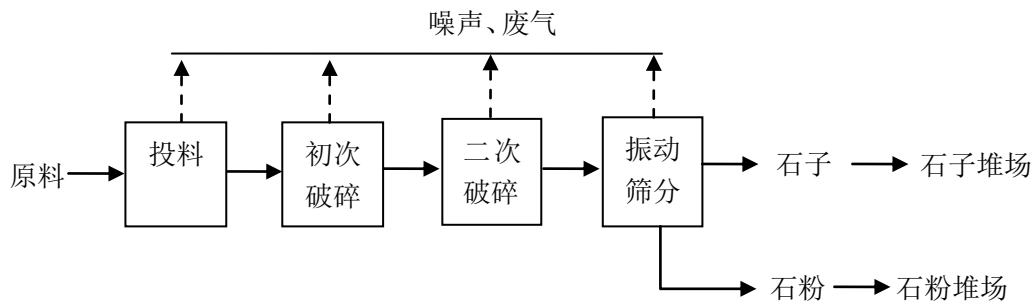 噪声、废气
投料
初次
破碎
二次
破碎
振动
筛分
原料
石子
石子堆场
石粉
石粉堆场